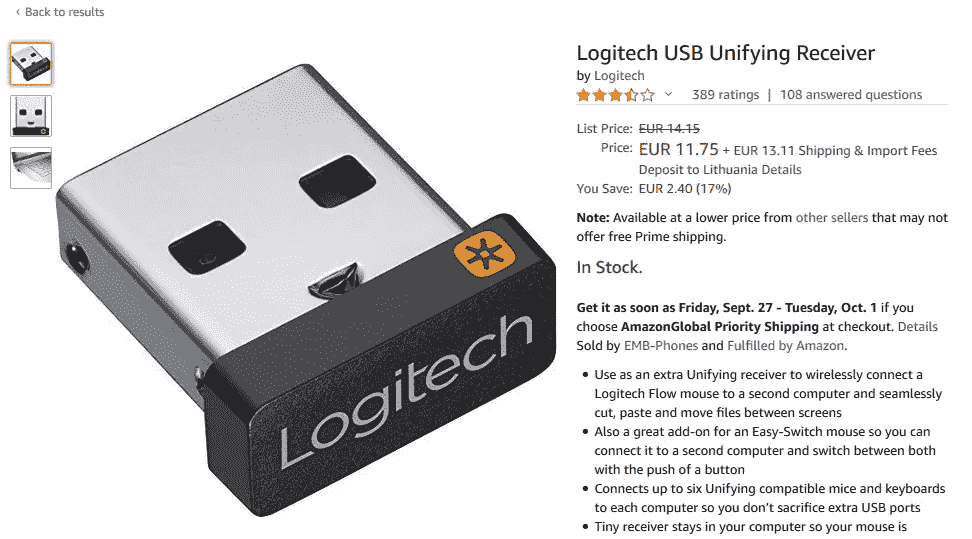 ‹ Back to results
Logitech USB Unifying Receiver
by Logitech
389 ratings | 108 answered questions
List Price: EUR 14.15
Price: EUR 11.75 + EUR 13.11 Shipping & Import Fees
Deposit to Lithuania Details
You Save: EUR 2.40 (17%)
Note: Available at a lower price from other sellers that may not
offer free Prime shipping.
In Stock.
Get it as soon as Friday, Sept. 27 - Tuesday, Oct. 1 if you
choose AmazonGlobal Priority Shipping at checkout. Details
Sold by EMB-Phones and Fulfilled by Amazon.
• Use as an extra Unifying receiver to wirelessly connect a
Logitech Flow mouse to a second computer and seamlessly
cut, paste and move files between screens
• Also a great add-on for an Easy-Switch mouse so you can
connect it to a second computer and switch between both
with the push of a button
• Connects up to six Unifying compatible mice and keyboards
to each computer so you don’t sacrifice extra USB ports
• Tiny receiver stays in your computer so your mouse is
Logitech